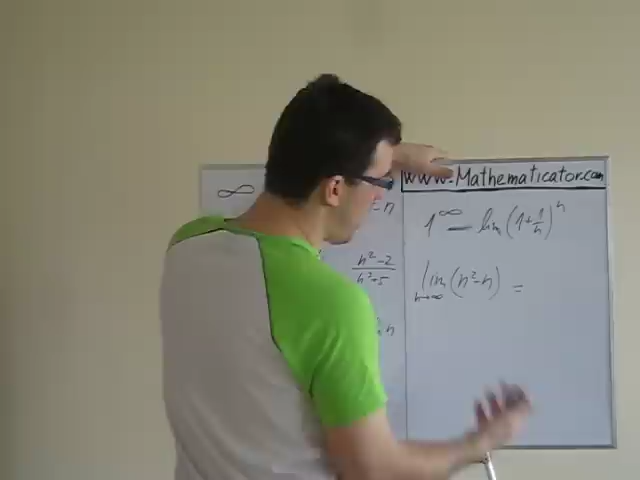 ∞
www.Mathematicator.com
= n
1^∞ – lim (1 + 1/n)^n
n²-2 / n²-5
lim n→∞ (n² - n) =
n